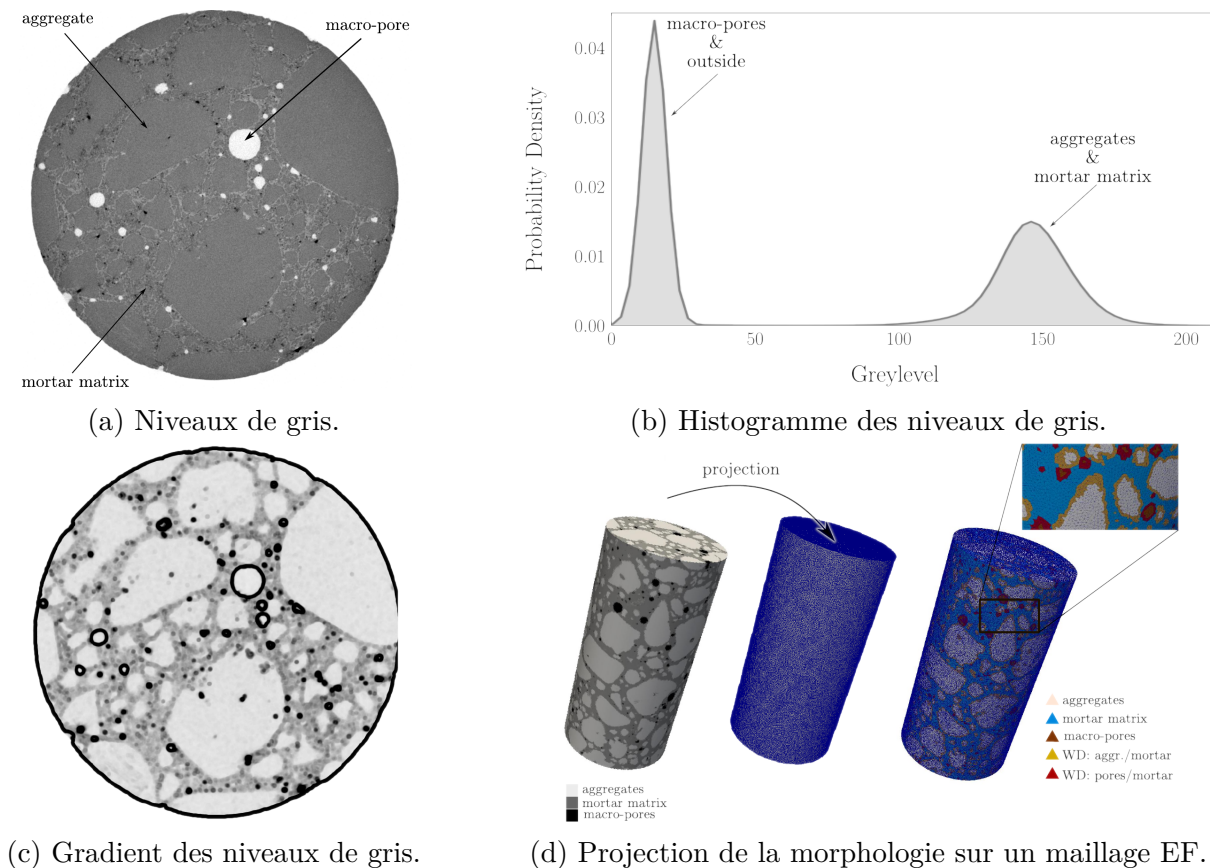 aggregate
macro-pore
mortar matrix
(a) Niveaux de gris.
Probability Density
0.04
0.03
0.02
0.01
0.00
macro-pores
&
outside
aggregates
&
mortar matrix
0
50
100
150
200
Greylevel
(b) Histogramme des niveaux de gris.
(c) Gradient des niveaux de gris.
projection
aggregates
mortar matrix
macro-pores
aggregates
mortar matrix
macro-pores
WD: aggr./mortar
WD: pores/mortar
(d) Projection de la morphologie sur un maillage EF.